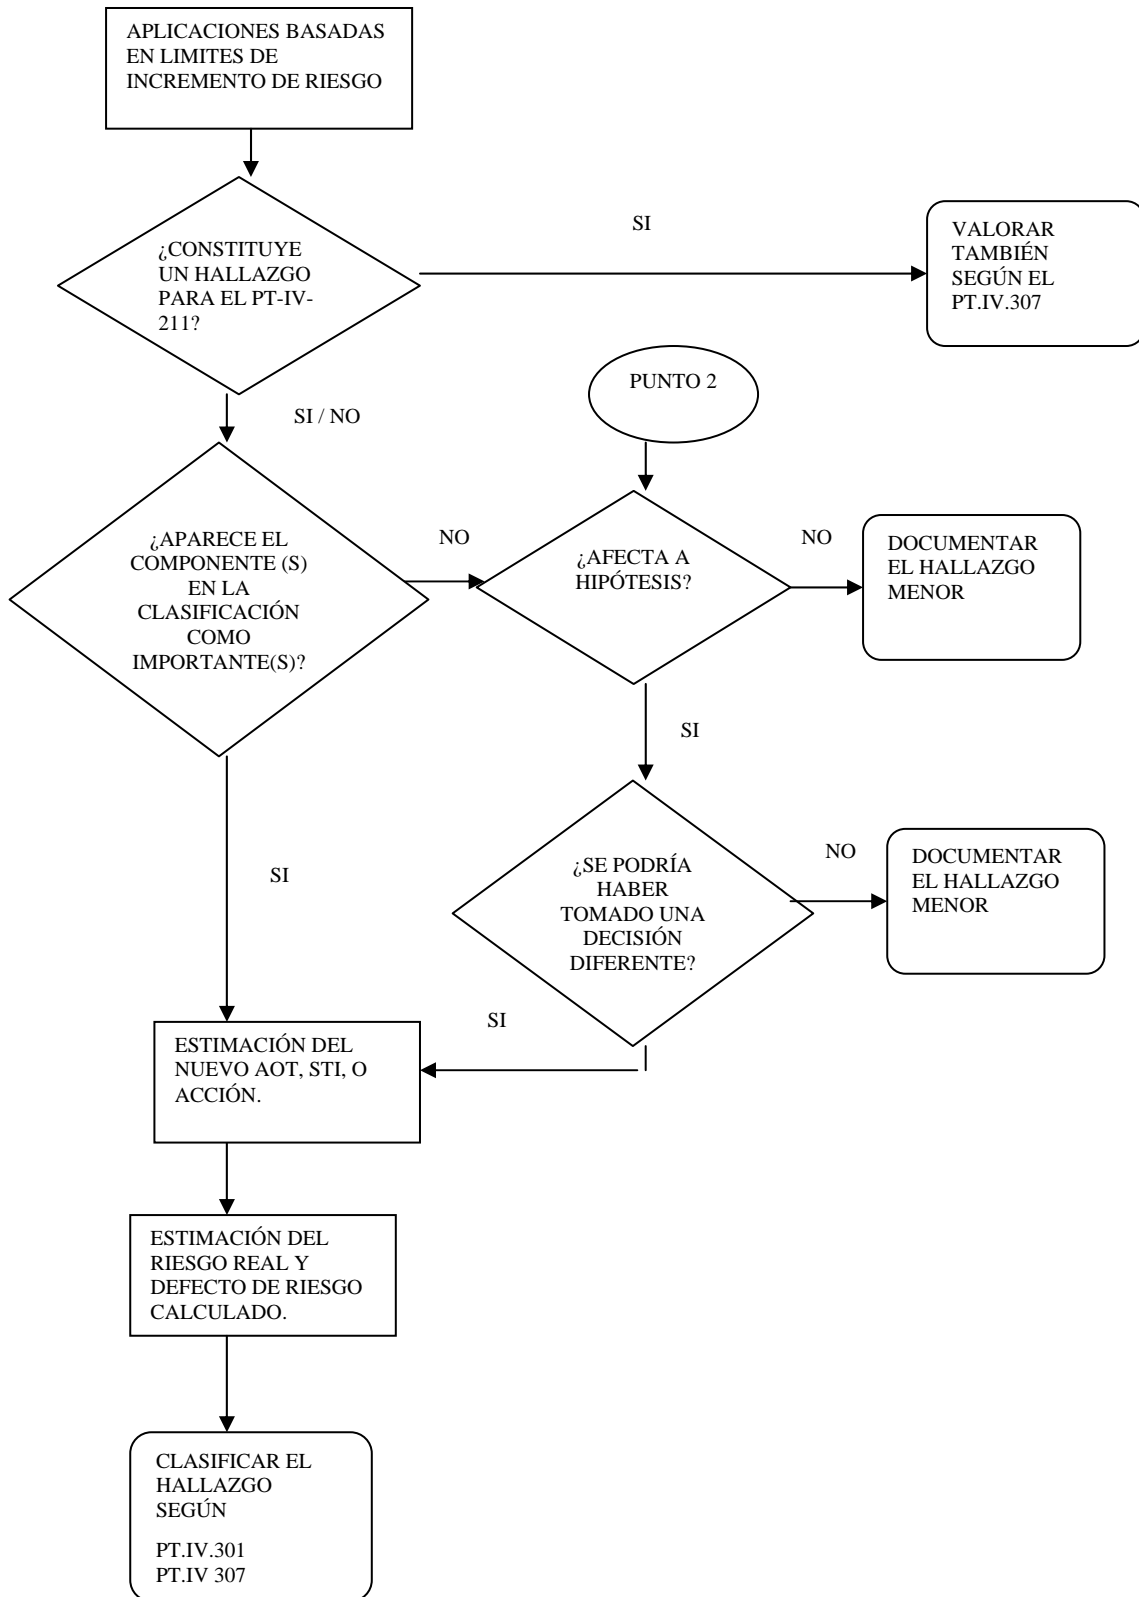 APLICACIONES BASADAS
EN LIMITES DE
INCREMENTO DE RIESGO
¿CONSTITUYE
UN HALLAZGO
PARA EL PT-IV-
211?
SI
VALORAR
TAMBIÉN
SEGÚN EL
PT.IV.307
PUNTO 2
SI / NO
¿APARECE EL
COMPONENTE (S)
EN LA
CLASIFICACIÓN
COMO
IMPORTANTE(S)?
NO
¿AFECTA A
HIPÓTESIS?
NO
DOCUMENTAR
EL HALLAZGO
MENOR
SI
SI
¿SE PODRÍA
HABER
TOMADO UNA
DECISIÓN
DIFERENTE?
NO
DOCUMENTAR
EL HALLAZGO
MENOR
SI
ESTIMACIÓN DEL
NUEVO AOT, STI, O
ACCIÓN.
ESTIMACIÓN DEL
RIESGO REAL Y
DEFECTO DE RIESGO
CALCULADO.
CLASIFICAR EL
HALLAZGO
SEGÚN
PT.IV.301
PT.IV 307